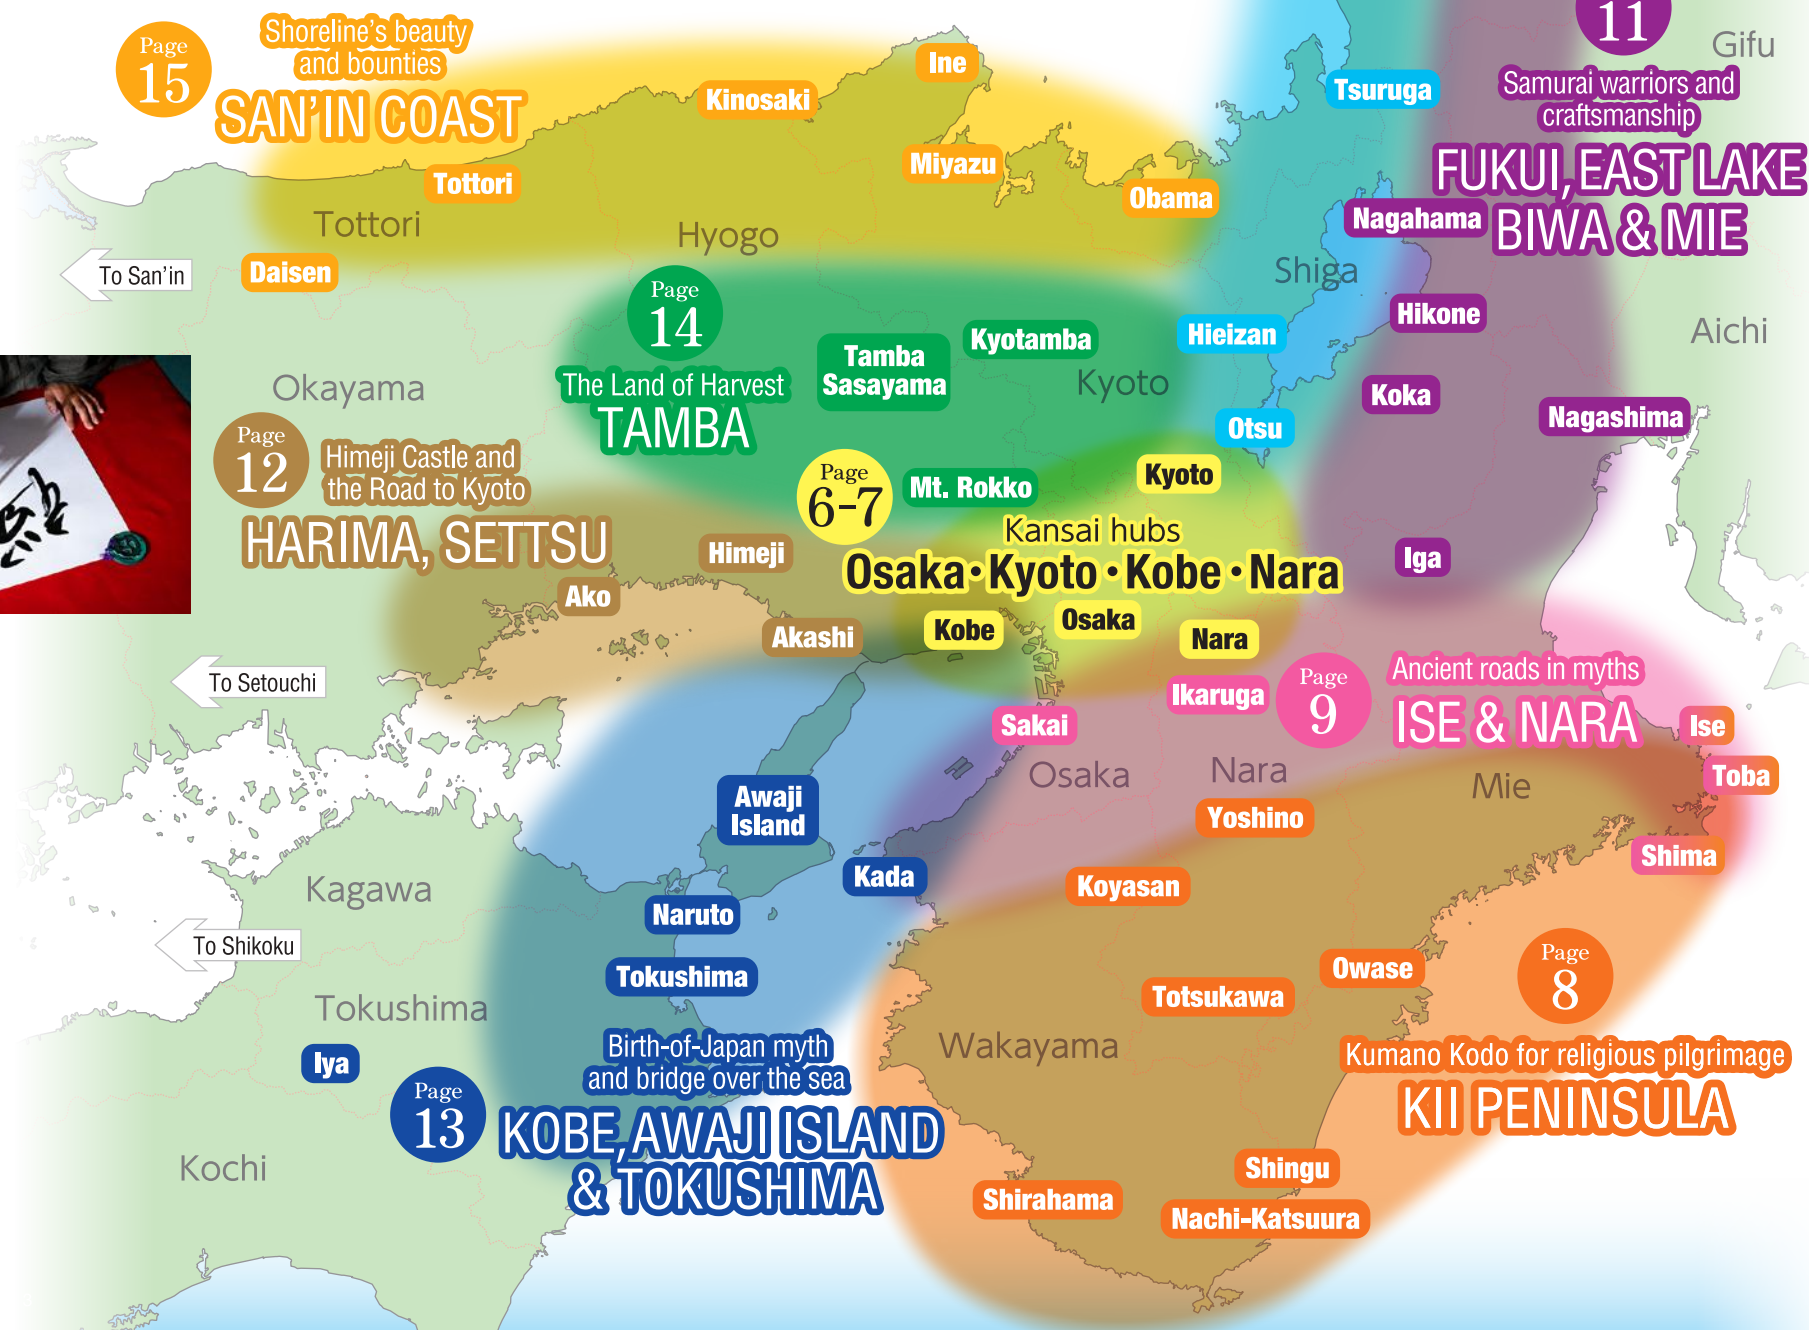 Page
15
Shoreline's beauty
and bounties
SAN'IN COAST
Ine
Kinosaki
Miyazu
Tottori
Obama
Daisen
Tottori
Hyogo
To San'in
Tsuruga
11
Gifu
Samurai warriors and
craftsmanship
FUKUI, EAST LAKE
BIWA & MIE
Nagahama
Shiga
Hikone
Hieizan
Aichi
Koka
Nagashima
Otsu
Iga
Page
14
The Land of Harvest
TAMBA
Tamba
Sasayama
Kyotamba
Kyoto
Mt. Rokko
Okayama
Page
12
Himeji Castle and
the Road to Kyoto
HARIMA, SETTSU
Himeji
Ako
Akashi
Page
6-7
Kyoto
Kansai hubs
Osaka・Kyoto・Kobe・Nara
Kobe
Osaka
Nara
To Setouchi
Ikaruga
Page
9
Ancient roads in myths
ISE & NARA
Sakai
Ise
Toba
Shima
Osaka
Nara
Mie
Awaji
Island
Kada
Naruto
Tokushima
Kagawa
To Shikoku
Tokushima
Iya
Kochi
Page
13
Birth-of-Japan myth
and bridge over the sea
KOBE, AWAJI ISLAND
& TOKUSHIMA
Yoshino
Koyasan
Owase
Totsukawa
Wakayama
Page
8
Kumano Kodo for religious pilgrimage
KII PENINSULA
Shingu
Shirahama
Nachi-Katsuura